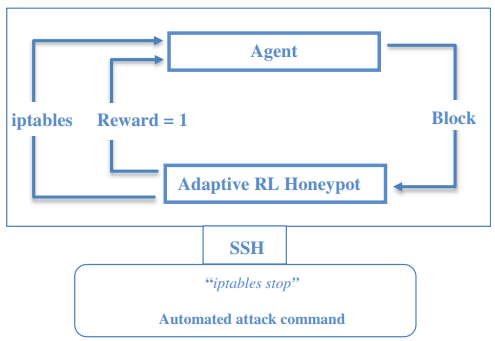 Agent
iptables
Reward = 1
Block
Adaptive RL Honeypot
SSH
“iptables stop”
Automated attack command